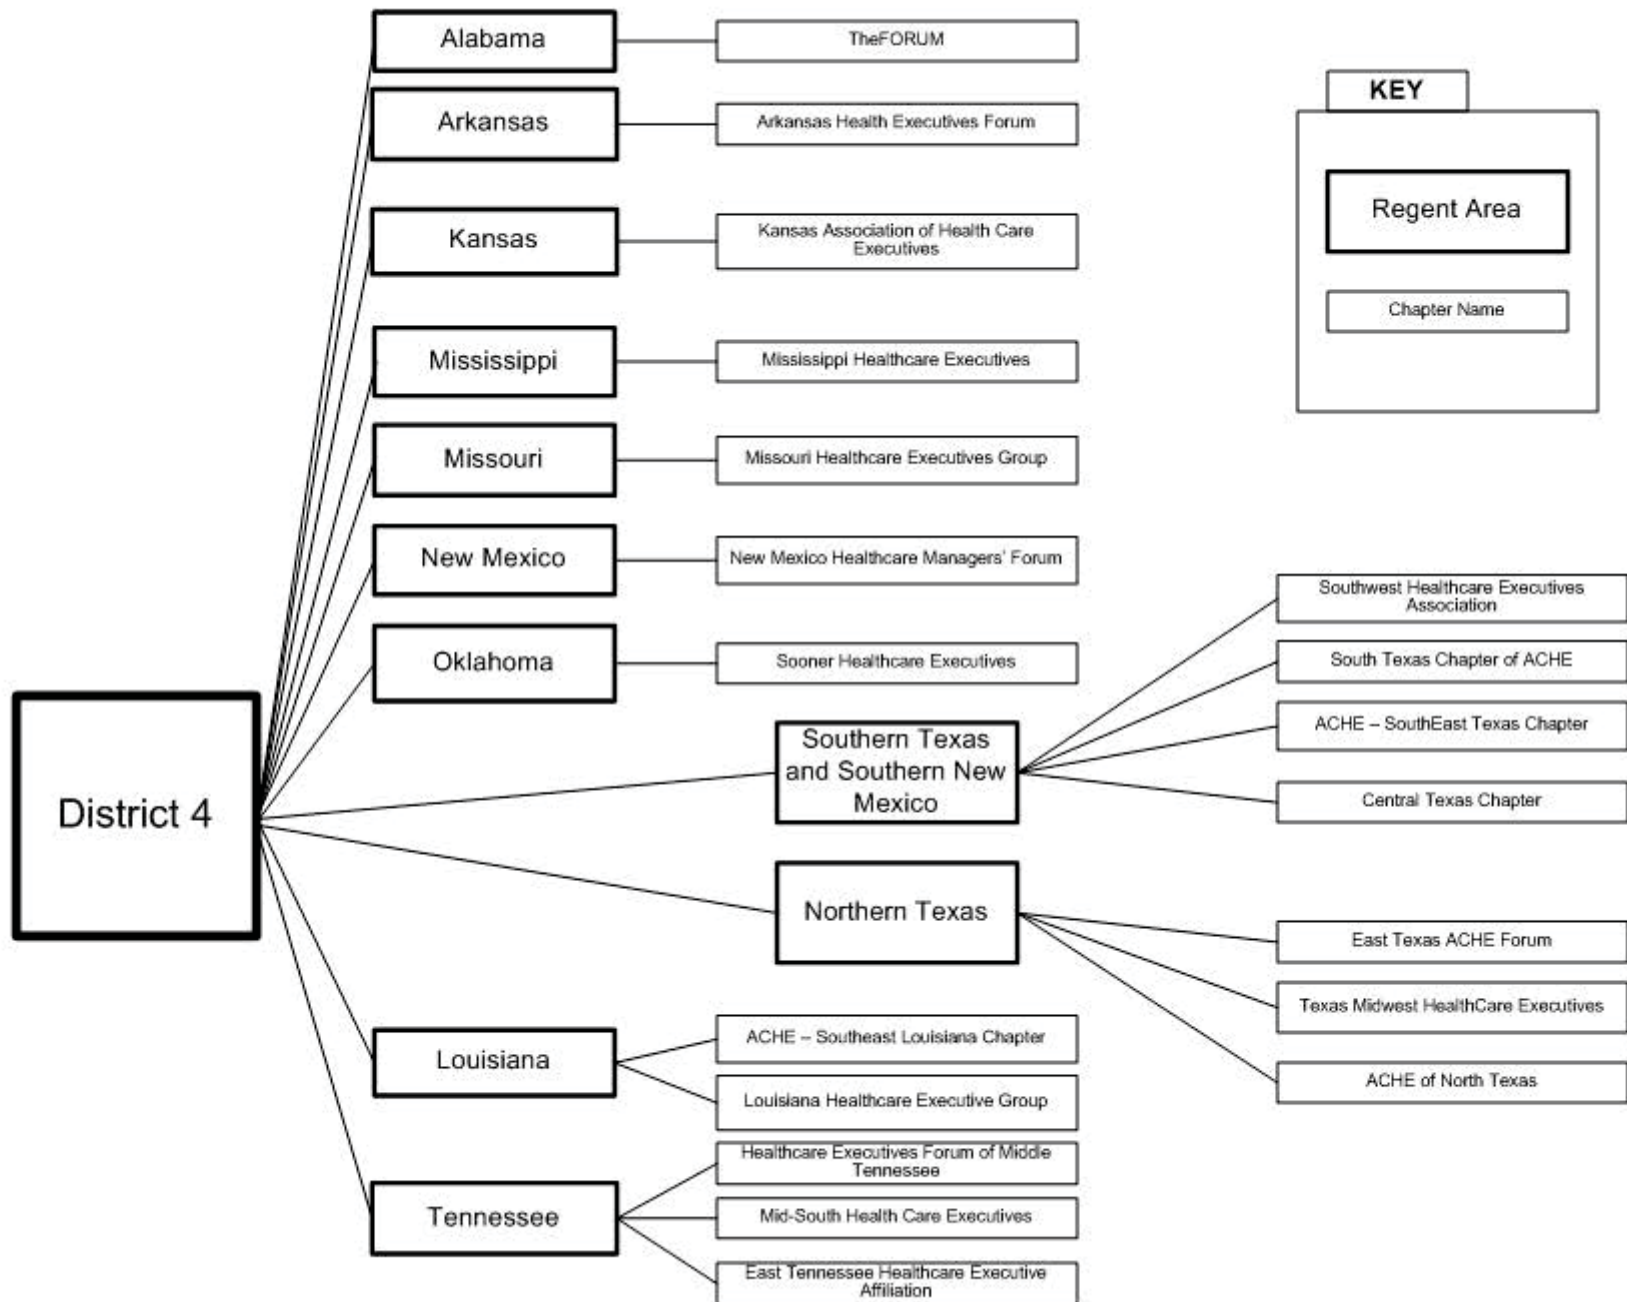 Alabama
TheFORUM
KEY
Arkansas
Arkansas Health Executives Forum
Regent Area
Kansas
Kansas Association of Health Care
Executives
Chapter Name
Mississippi
Mississippi Healthcare Executives
Missouri
Missouri Healthcare Executives Group
New Mexico
New Mexico Healthcare Managers' Forum
Oklahoma
Sooner Healthcare Executives
District 4
Southern Texas
and Southern New
Mexico
Southwest Healthcare Executives
Association
South Texas Chapter of ACHE
ACHE – SouthEast Texas Chapter
Central Texas Chapter
Northern Texas
East Texas ACHE Forum
Texas Midwest HealthCare Executives
ACHE of North Texas
Louisiana
ACHE – Southeast Louisiana Chapter
Louisiana Healthcare Executive Group
Tennessee
Healthcare Executives Forum of Middle
Tennessee
Mid-South Health Care Executives
East Tennessee Healthcare Executive
Affiliation